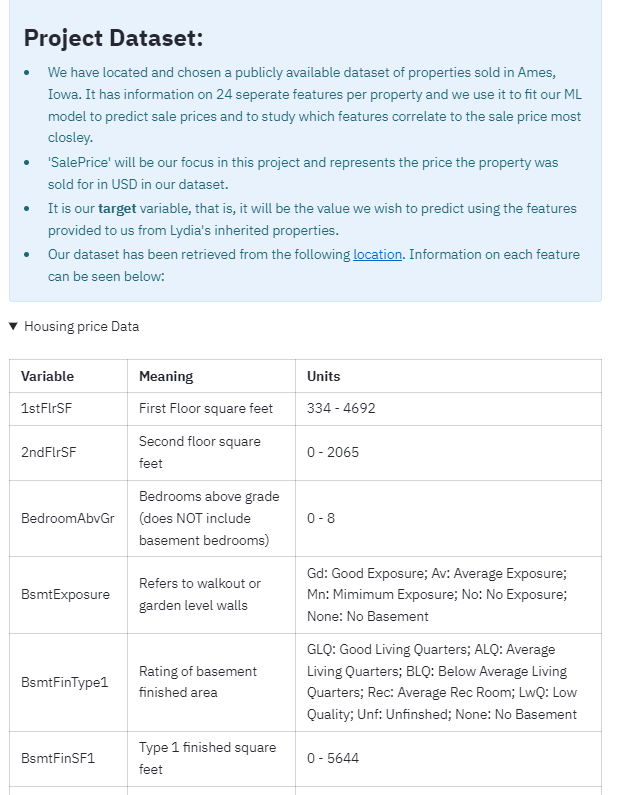 Project Dataset:
We have located and chosen a publicly available dataset of properties sold in Ames,
Iowa. It has information on 24 seperate features per property and we use it to fit our ML
model to predict sale prices and to study which features correlate to the sale price most
closley.
'SalePrice' will be our focus in this project and represents the price the property was
sold for in USD in our dataset.
It is our target variable, that is, it will be the value we wish to predict using the features
provided to us from Lydia's inherited properties.
Our dataset has been retrieved from the following location. Information on each feature
can be seen below:
▼ Housing price Data
Variable Meaning Units
1stFlrSF First Floor square feet 334 - 4692
2ndFlrSF Second floor square
feet 0 - 2065
BedroomAbvGr Bedrooms above grade
(does NOT include
basement bedrooms) 0 - 8
BsmtExposure Refers to walkout or
garden level walls Gd: Good Exposure; Av: Average Exposure;
Mn: Mimimum Exposure; No: No Exposure;
None: No Basement
BsmtFinType1 Rating of basement
finished area GLQ: Good Living Quarters; ALQ: Average
Living Quarters; BLQ: Below Average Living
Quarters; Rec: Average Rec Room; LwQ: Low
Quality; Unf: Unfinshed; None: No Basement
BsmtFinSF1 Type 1 finished square
feet 0 - 5644